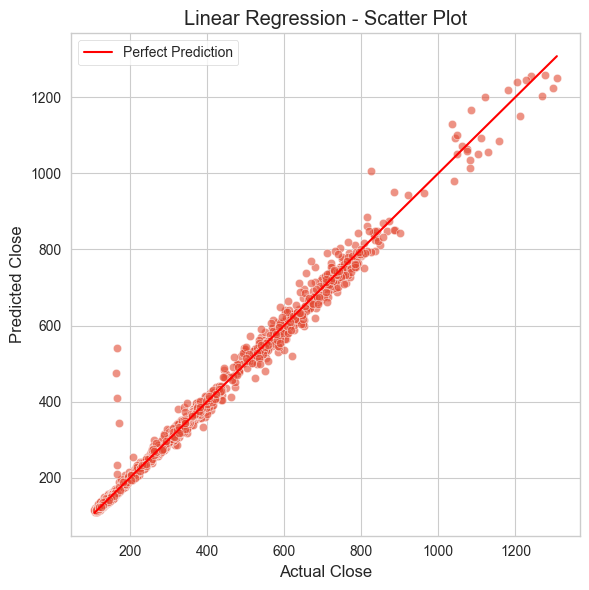 Linear Regression - Scatter Plot
Perfect Prediction
1200
1000
800
600
400
200
Predicted Close
200 400 600 800 1000 1200
Actual Close